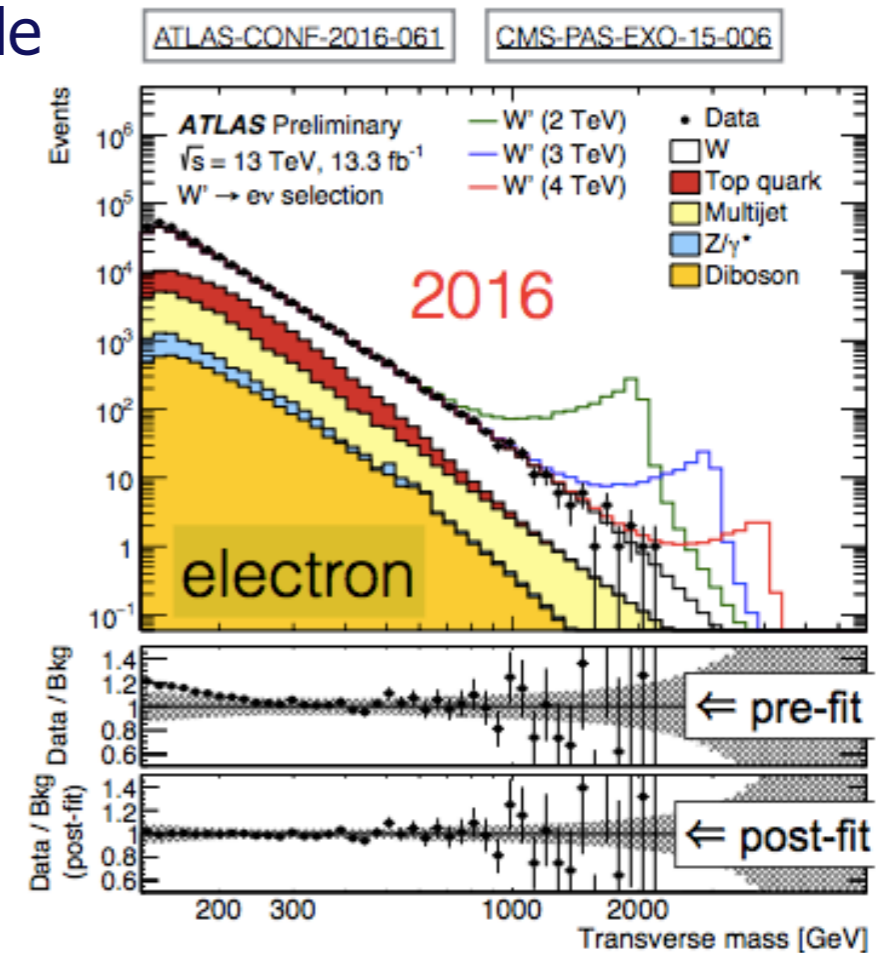 ATLAS-CONF-2016-061 CMS-PAS-EXO-15-006
Events
10⁶
10⁵
10⁴
10³
10²
10
1
10⁻¹
ATLAS Preliminary
√s = 13 TeV, 13.3 fb⁻¹
W' → eν selection
W' (2 TeV)
W' (3 TeV)
W' (4 TeV)
Data
W
Top quark
Multijet
Z/γ*
Diboson
2016
electron
Data / Bkg
1.4
1.2
1
0.8
0.6
⇐ pre-fit
Data / Bkg
(post-fit)
1.4
1.2
1
0.8
0.6
⇐ post-fit
200 300 1000 2000
Transverse mass [GeV]